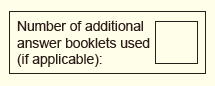 Number of additional
answer booklets used
(if applicable):